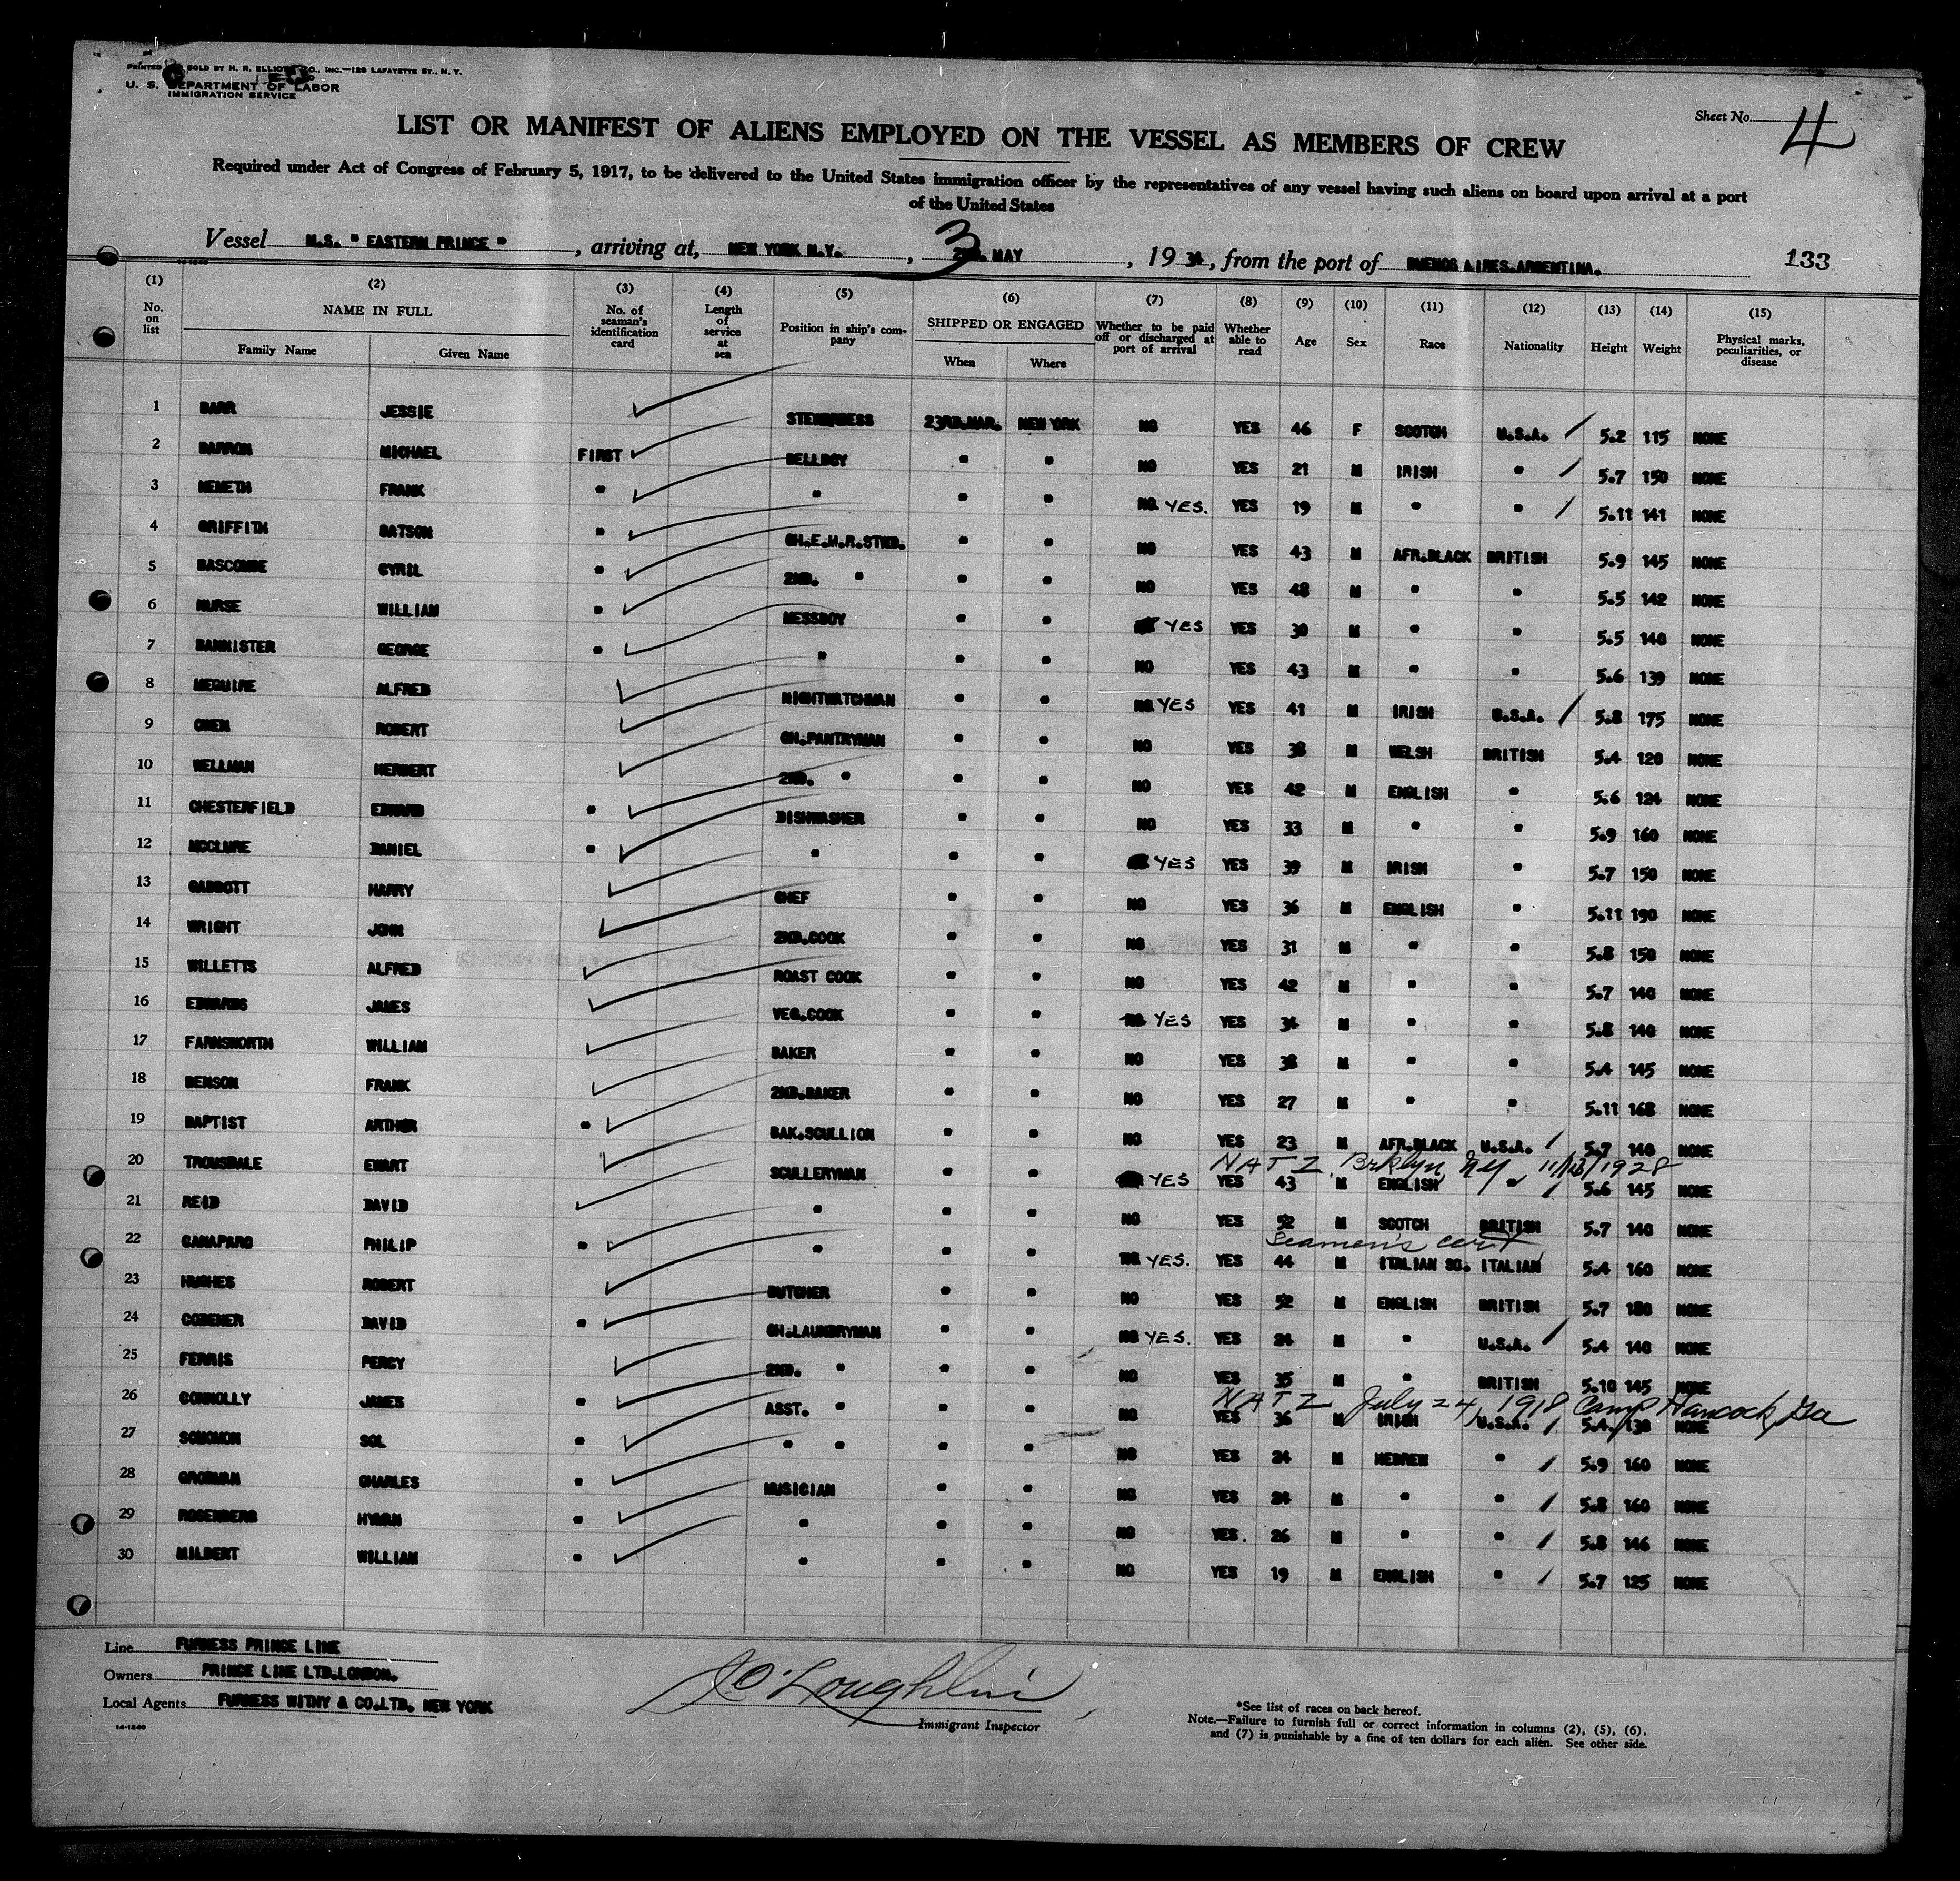 PRINTED SOLD BY H. R. ELLIOTT CO., INC.—129 LAFAYETTE ST., N. Y.
U. S. DEPARTMENT OF LABOR
IMMIGRATION SERVICE
Sheet No. 4
LIST OR MANIFEST OF ALIENS EMPLOYED ON THE VESSEL AS MEMBERS OF CREW
Required under Act of Congress of February 5, 1917, to be delivered to the United States immigration officer by the representatives of any vessel having such aliens on board upon arrival at a port
of the United States
Vessel M.S. " EASTERN PRINCE ", arriving at, NEW YORK N.Y., 3 MAY, 1934, from the port of BUENOS AIRES.ARGENTINA. 133
(1) No. on list (2) NAME IN FULL Family Name Given Name (3) No. of seaman's identification card (4) Length of service at sea (5) Position in ship's company (6) SHIPPED OR ENGAGED When Where (7) Whether to be paid off or discharged at port of arrival (8) Whether able to read (9) Age (10) Sex (11) Race (12) Nationality (13) Height (14) Weight (15) Physical marks, peculiarities, or disease
1 BARR JESSIE STEWARDESS 23RD.MAR. NEW YORK NO YES 46 F SCOTCH U.S.A. 5.2 115 NONE
2 BARRON MICHAEL FIRST BELLBOY " " NO YES 21 M IRISH " 5.7 150 NONE
3 NEMETH FRANK " " " " NO YES. YES 19 M " " 5.11 141 NONE
4 GRIFFITH BATSON " CH.E.M.R.STWD. " " NO YES 43 M AFR.BLACK BRITISH 5.9 145 NONE
5 BASCOMBE CYRIL " 2ND. " " " NO YES 48 M " " 5.5 142 NONE
6 NURSE WILLIAM " MESSBOY " " YES YES 30 M " " 5.5 140 NONE
7 BANNISTER GEORGE " " " " NO YES 43 M " " 5.6 139 NONE
8 MEGUIRE ALFRED NIGHTWATCHMAN " " NO YES YES 41 M IRISH U.S.A. 5.8 175 NONE
9 OWEN ROBERT CH.PANTRYMAN " " NO YES 38 M WELSH BRITISH 5.4 120 NONE
10 WELLMAN HERBERT 2ND. " " " NO YES 42 M ENGLISH " 5.6 124 NONE
11 CHESTERFIELD EDWARD " DISHWASHER " " NO YES 33 M " " 5.9 160 NONE
12 MCCLURE DANIEL " " " " YES YES 39 M IRISH " 5.7 150 NONE
13 GABBOTT HARRY CHEF " " NO YES 36 M ENGLISH " 5.11 190 NONE
14 WRIGHT JOHN 2ND.COOK " " NO YES 31 M " " 5.8 150 NONE
15 WILLETTS ALFRED ROAST COOK " " NO YES 42 M " " 5.7 140 NONE
16 EDWARDS JAMES VEG.COOK " " NO YES YES 34 M " " 5.8 140 NONE
17 FARNSWORTH WILLIAM BAKER " " NO YES 38 M " " 5.4 145 NONE
18 BENSON FRANK 2ND.BAKER " " NO YES 27 M " " 5.11 168 NONE
19 BAPTIST ARTHUR " BAK.SCULLION " " NO YES 23 M AFR.BLACK U.S.A. 5.7 140 NONE
NATZ Brklyn, NY 11/13/1928
20 TROUSDALE EWART SCULLERYMAN " " YES YES 43 M ENGLISH " 5.6 145 NONE
21 REID DAVID " " " NO YES 52 M SCOTCH BRITISH 5.7 140 NONE
Seamen's cert
22 CANAPARO PHILIP " " " " NO YES. YES 44 M ITALIAN SO. ITALIAN 5.4 160 NONE
23 HUGHES ROBERT BUTCHER " " NO YES 52 M ENGLISH BRITISH 5.7 180 NONE
24 COBENER DAVID " CH.LAUNDRYMAN " " NO YES. YES 24 M " U.S.A. 5.4 140 NONE
25 FERRIS PERCY 2ND. " " " NO YES 35 M " BRITISH 5.10 145 NONE
NATZ July 24, 1918 Camp Hancock, Ga
26 CONNOLLY JAMES " ASST. " " " NO YES 36 M IRISH U.S.A. 5.4 130 NONE
27 SOMOMON SOL " " " " " NO YES 24 M HEBREW " 5.9 160 NONE
28 GROMAN CHARLES " MUSICIAN " " NO YES 24 M " " 5.8 160 NONE
29 ROSENBERG HYMAN " " " " NO YES. 26 M " " 5.8 146 NONE
30 MILBERT WILLIAM " " " " NO YES 19 M ENGLISH " 5.7 125 NONE
Line FURNESS PRINCE LINE
Owners PRINCE LINE LTD.LONDON.
Local Agents FURNESS WITHY & CO.LTD. NEW YORK
14-1240
O'Loughlin
Immigrant Inspector
*See list of races on back hereof.
Note.—Failure to furnish full or correct information in columns (2), (5), (6),
and (7) is punishable by a fine of ten dollars for each alien. See other side.